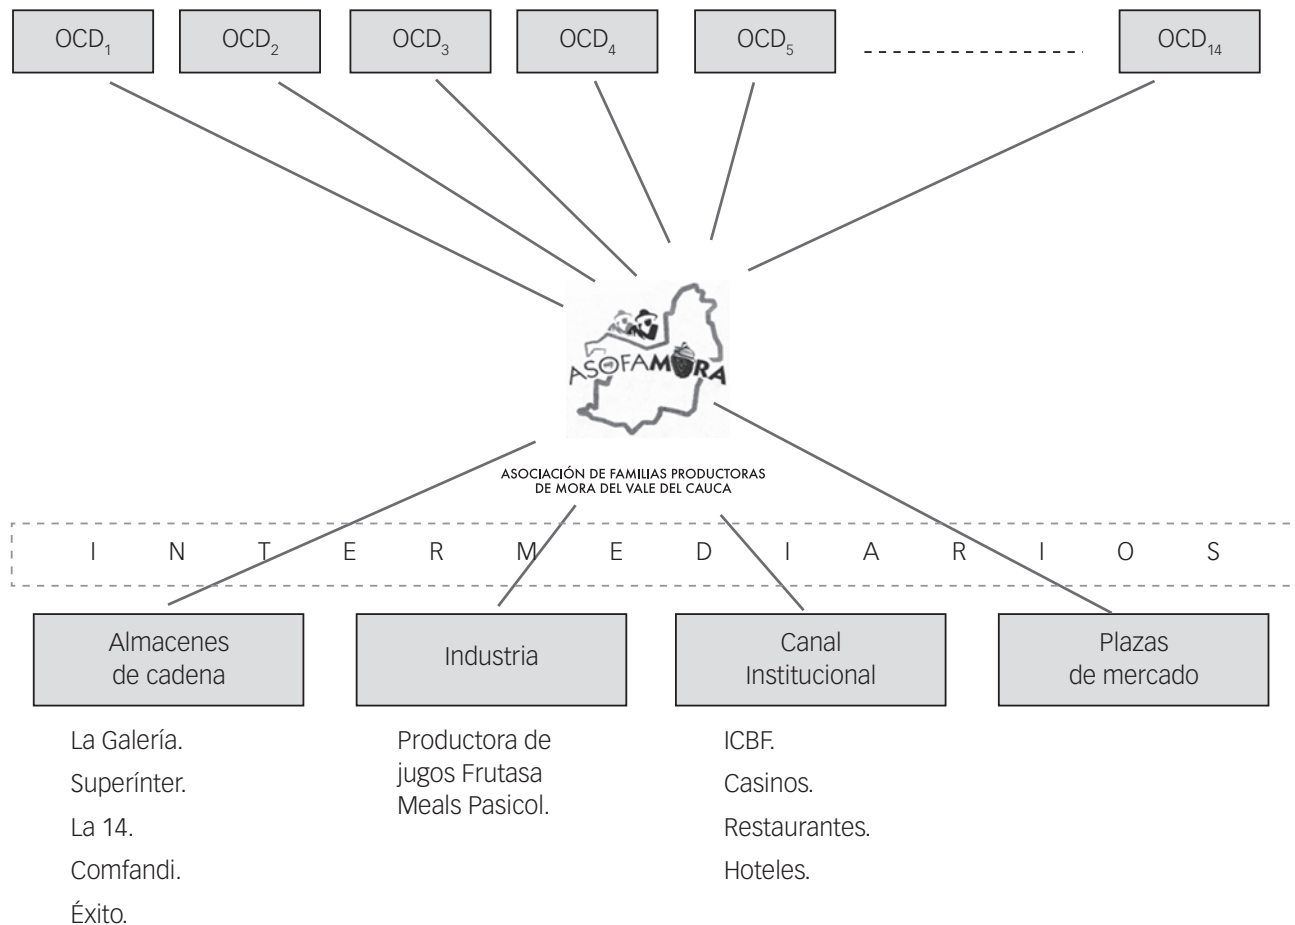 OCD₁ OCD₂ OCD₃ OCD₄ OCD₅ OCD₁₄
ASOFAMORA
ASOCIACIÓN DE FAMILIAS PRODUCTORAS
DE MORA DEL VALE DEL CAUCA
I N T E R M E D I A R I O S
Almacenes
de cadena
La Galería.
Superínter.
La 14.
Comfandi.
Éxito.
Industria
Productora de
jugos Frutasa
Meals Pasicol.
Canal
Institucional
ICBF.
Casinos.
Restaurantes.
Hoteles.
Plazas
de mercado